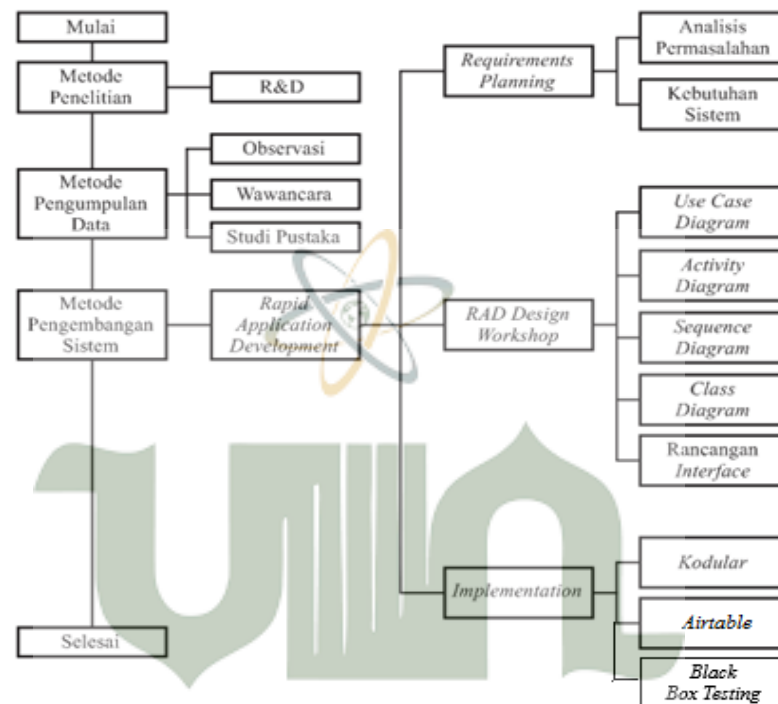 Mulai
Metode
Penelitian
R&D
Metode
Pengumpulan
Data
Observasi
Wawancara
Studi Pustaka
Metode
Pengembangan
Sistem
Rapid
Application
Development
Selesai
Requirements
Planning
Analisis
Permasalahan
Kebutuhan
Sistem
RAD Design
Workshop
Use Case
Diagram
Activity
Diagram
Sequence
Diagram
Class
Diagram
Rancangan
Interface
Implementation
Kodular
Airtable
Black
Box Testing